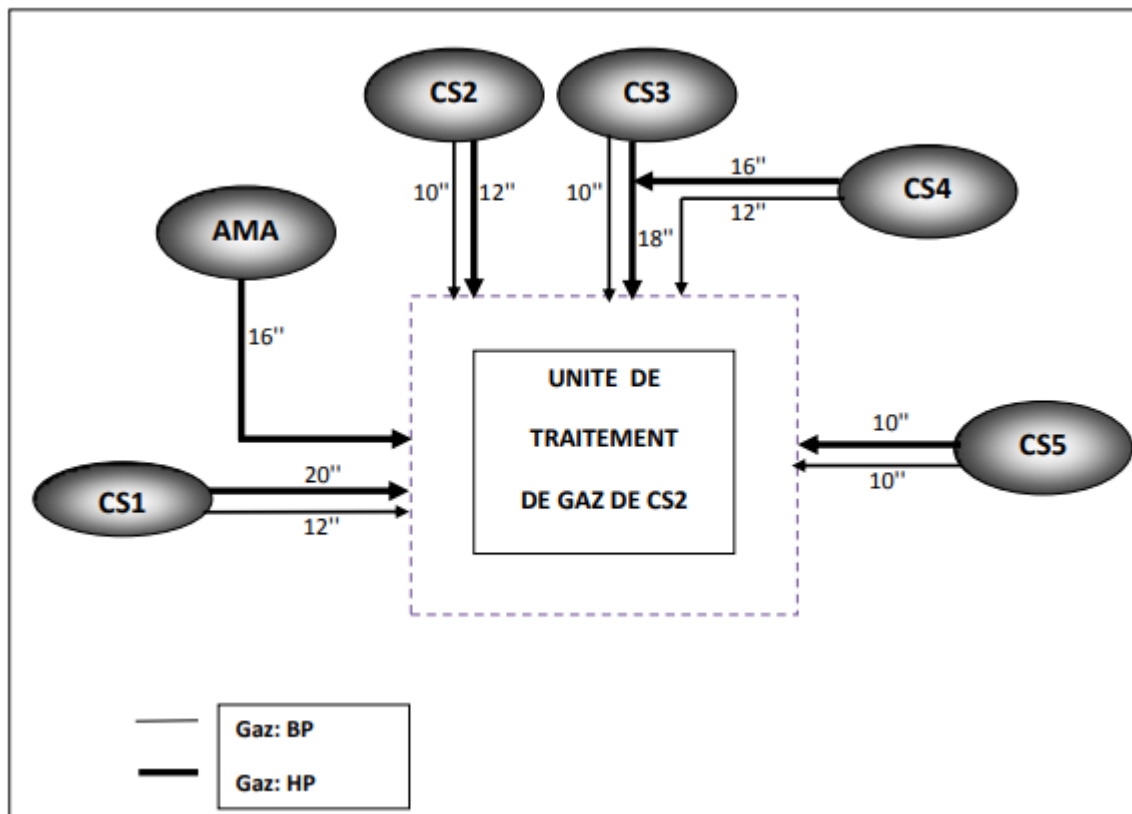 CS2
CS3
10''
12''
10''
16''
CS4
12''
18''
AMA
16''
UNITE DE
TRAITEMENT
DE GAZ DE CS2
10''
CS5
10''
20''
CS1
12''
Gaz: BP
Gaz: HP